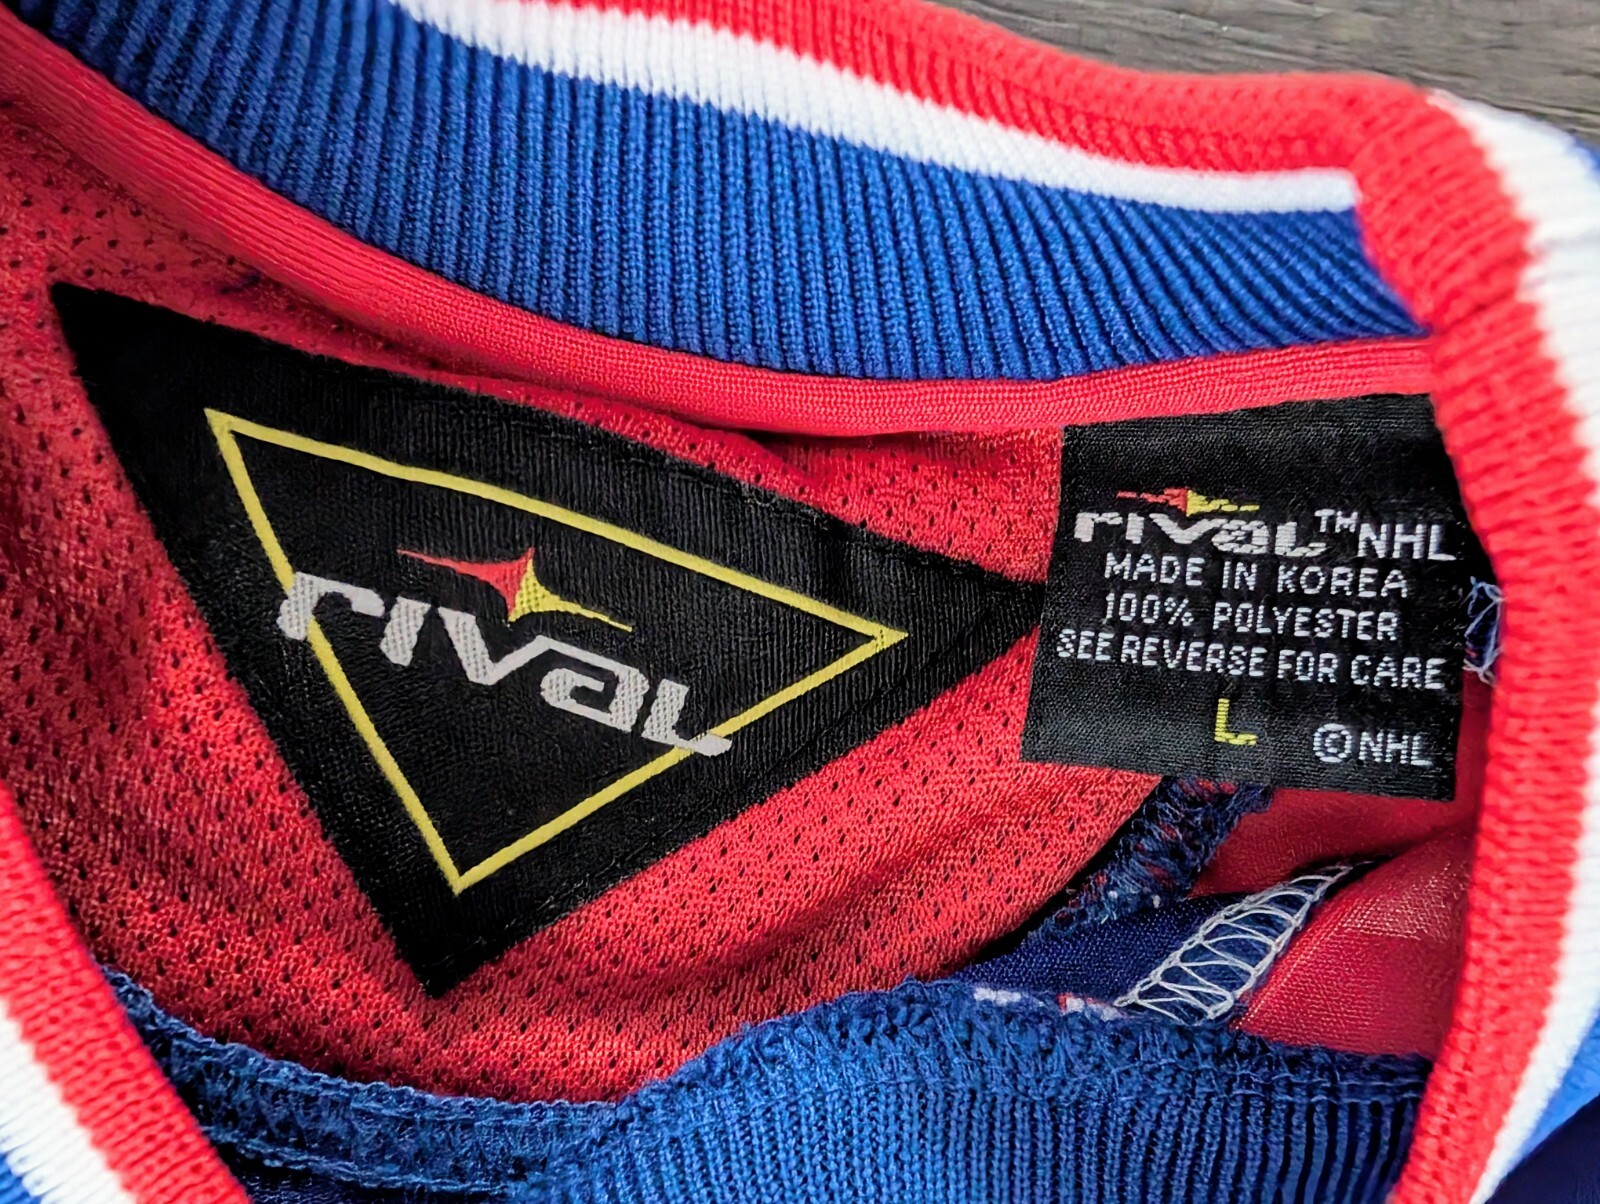 rival
rival™NHL
MADE IN KOREA
100% POLYESTER
SEE REVERSE FOR CARE
L
©NHL